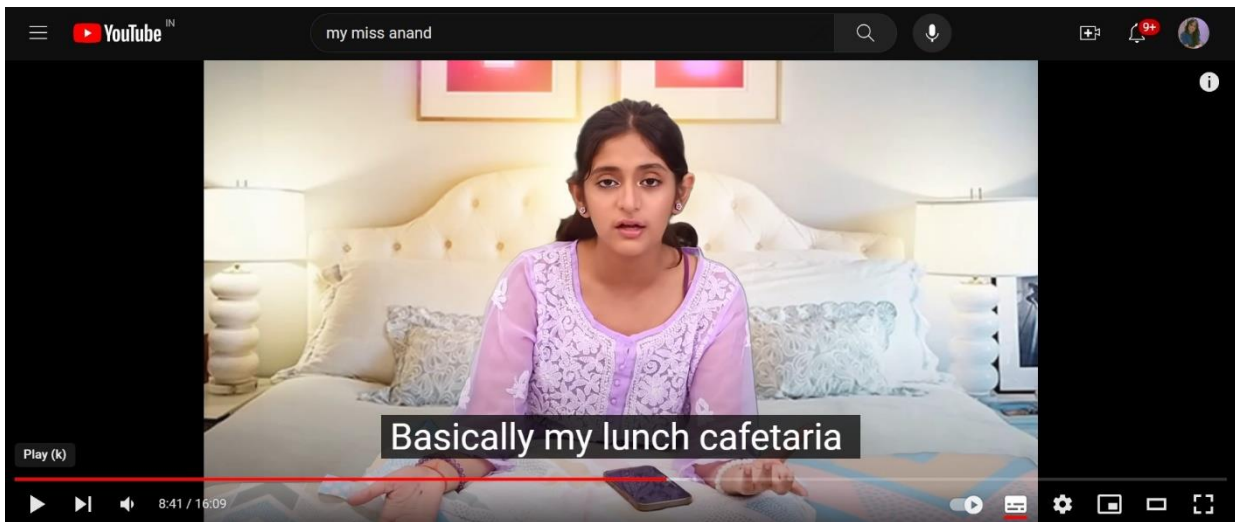 YouTube IN
my miss anand
9+
Basically my lunch cafetaria
Play (k)
8:41 / 16:09